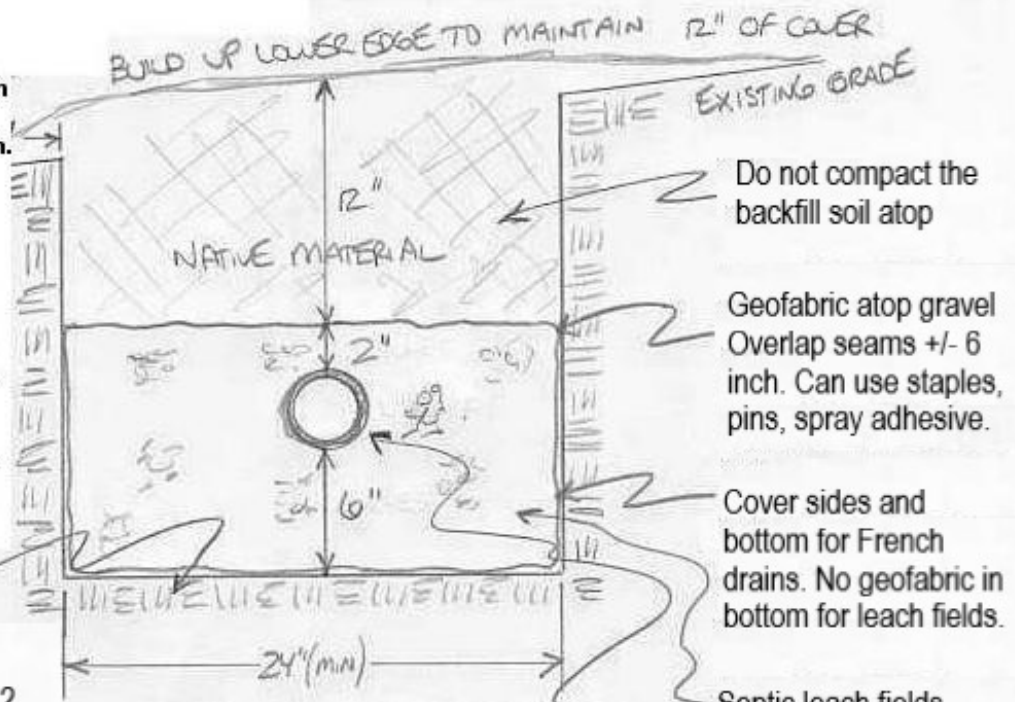 BUILD UP LOWER EDGE TO MAINTAIN 12" OF COVER
EXISTING GRADE
n.
12"
NATIVE MATERIAL
2"
6"
24"(MIN)
2
Do not compact the
backfill soil atop
Geofabric atop gravel
Overlap seams +/- 6
inch. Can use staples,
pins, spray adhesive.
Cover sides and
bottom for French
drains. No geofabric in
bottom for leach fields.
Septic leach fields